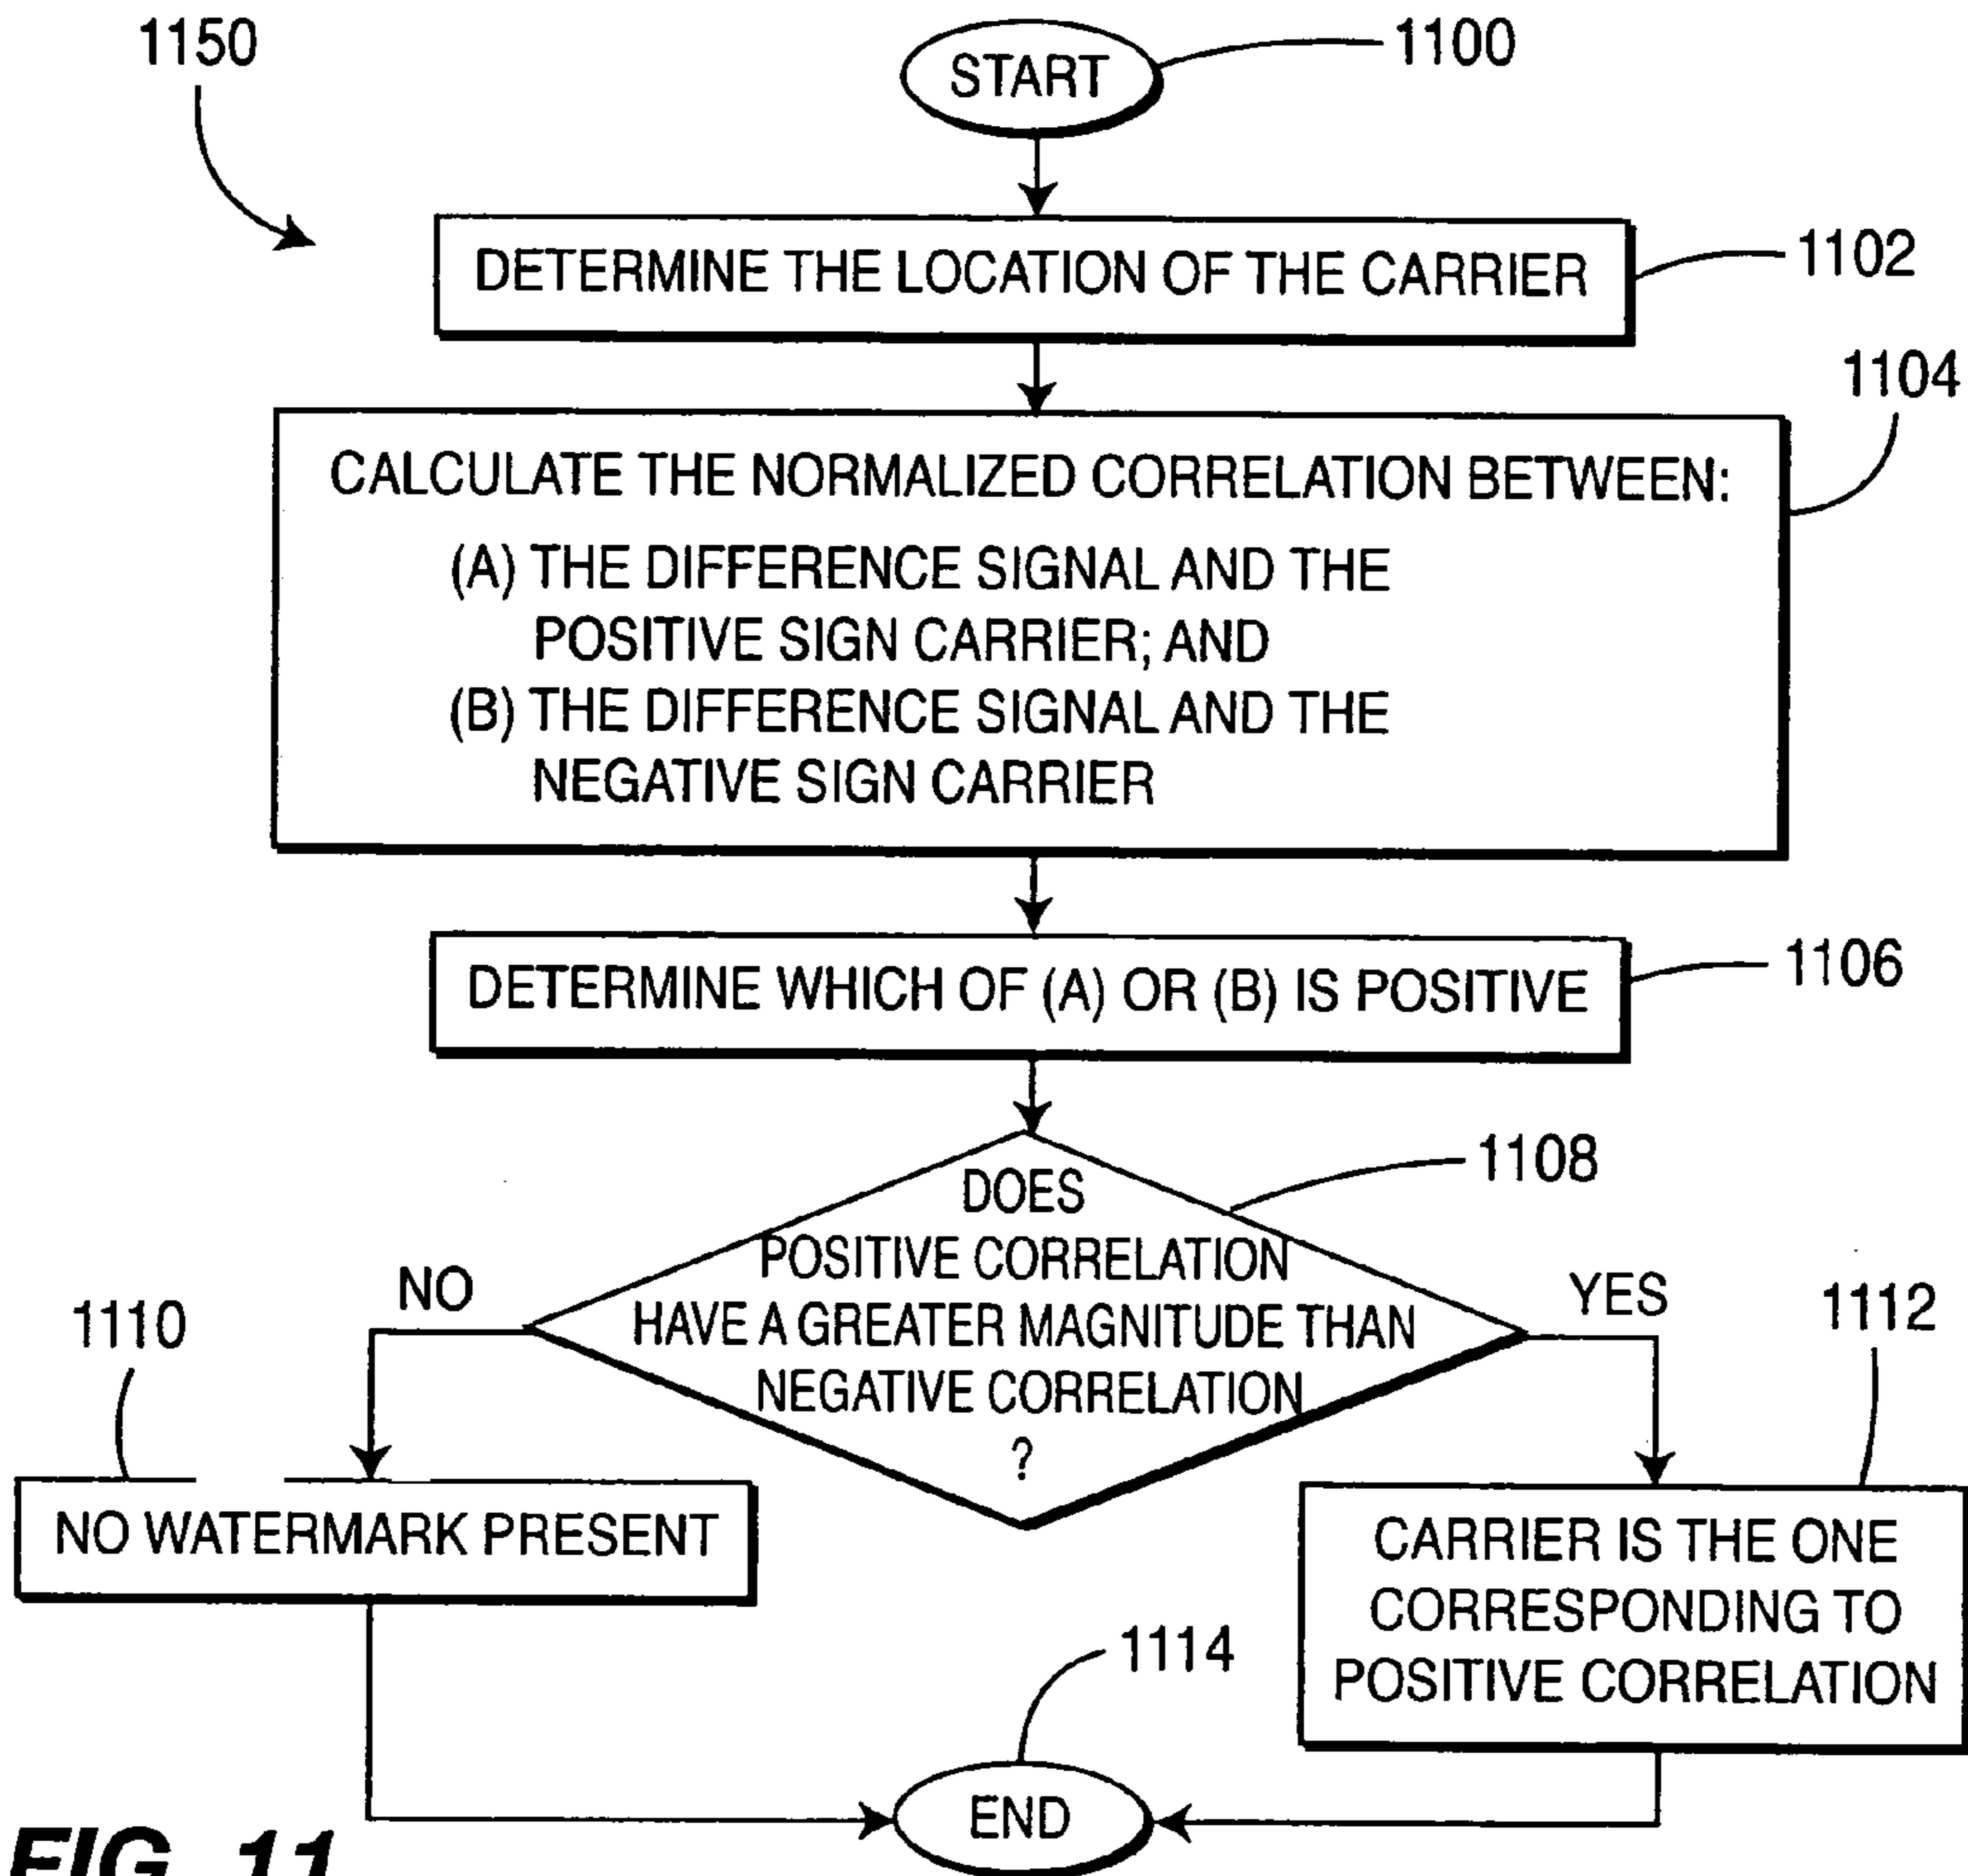 1150
START
1100
DETERMINE THE LOCATION OF THE CARRIER
1102
1104
CALCULATE THE NORMALIZED CORRELATION BETWEEN:
(A) THE DIFFERENCE SIGNAL AND THE
POSITIVE SIGN CARRIER; AND
(B) THE DIFFERENCE SIGNAL AND THE
NEGATIVE SIGN CARRIER
DETERMINE WHICH OF (A) OR (B) IS POSITIVE
1106
1108
DOES
POSITIVE CORRELATION
HAVE A GREATER MAGNITUDE THAN
NEGATIVE CORRELATION
?
NO
YES
1110
1112
NO WATERMARK PRESENT
CARRIER IS THE ONE
CORRESPONDING TO
POSITIVE CORRELATION
1114
END
FIG. 11